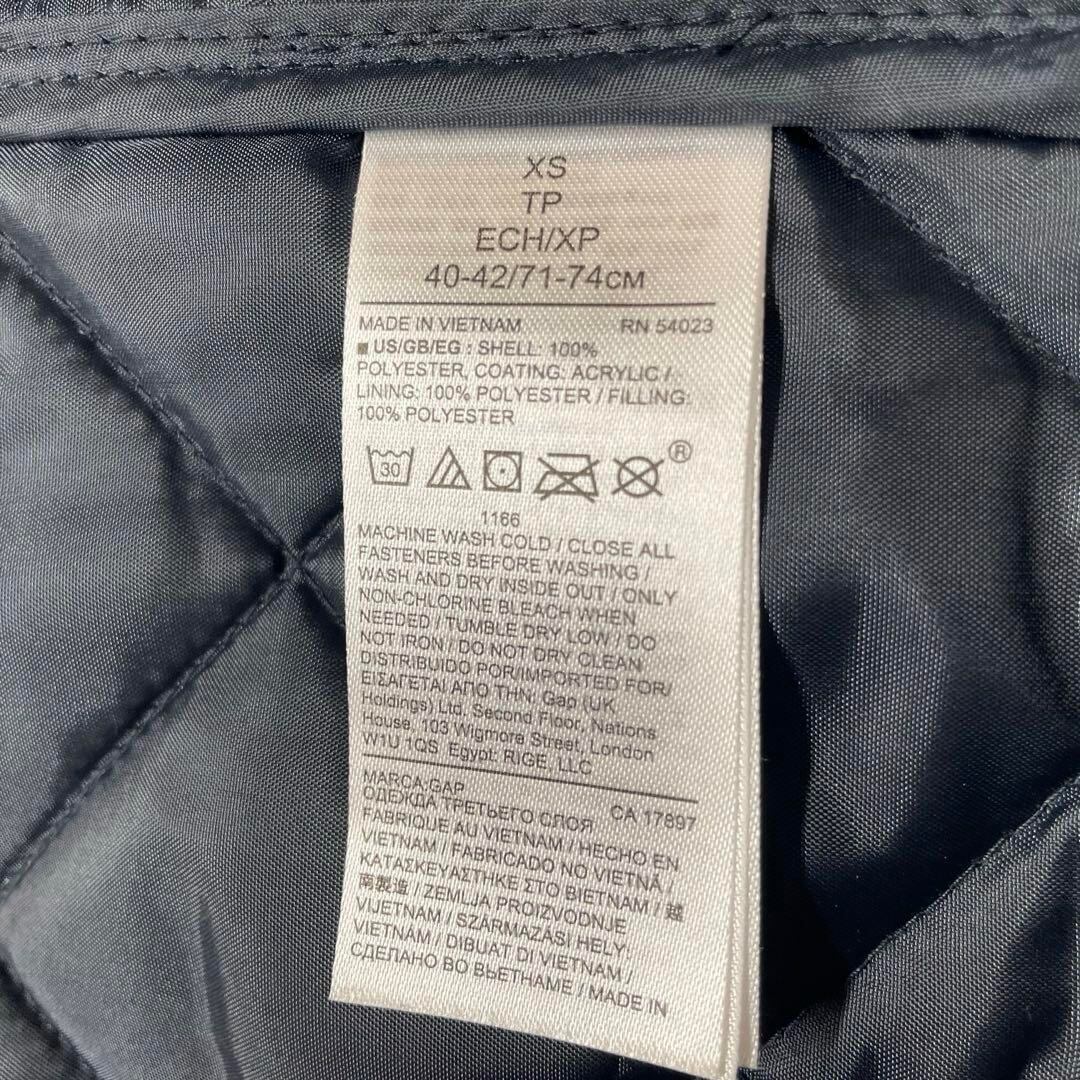 XS
TP
ECH/XP
40-42/71-74см
MADE IN VIETNAM RN 54023
■ US/GB/EG : SHELL: 100%
POLYESTER, COATING: ACRYLIC /
LINING: 100% POLYESTER / FILLING:
100% POLYESTER
30 ®
1166
MACHINE WASH COLD / CLOSE ALL
FASTENERS BEFORE WASHING /
WASH AND DRY INSIDE OUT / ONLY
NON-CHLORINE BLEACH WHEN
NEEDED / TUMBLE DRY LOW / DO
NOT IRON / DO NOT DRY CLEAN
DISTRIBUIDO POR/IMPORTED FOR/
ΕΙΣΑΓΕΤΑΙ ΑΠΟ ΤΗΝ: Gap (UK
Holdings) Ltd, Second Floor, Nations
House, 103 Wigmore Street, London
W1U 1QS, Egypt: RIGE, LLC
MARCA:GAP
ОДЕЖДА ТРЕТЬЕГО СЛОЯ CA 17897
FABRIQUE AU VIETNAM / HECHO EN
VIETNAM / FABRICADO NO VIETNÁ /
ΚΑΤΑΣΚΕΥΑΣΤΗΚΕ ΣΤΟ ΒΙΕΤΝΑΜ / 越
南製造 / ZEMLJA PROIZVODNJE
VIJETNAM / SZÁRMAZÁSI HELY:
VIETNAM / DIBUAT DI VIETNAM /
СДЕЛАНО ВО ВЬЕТНАМЕ / MADE IN